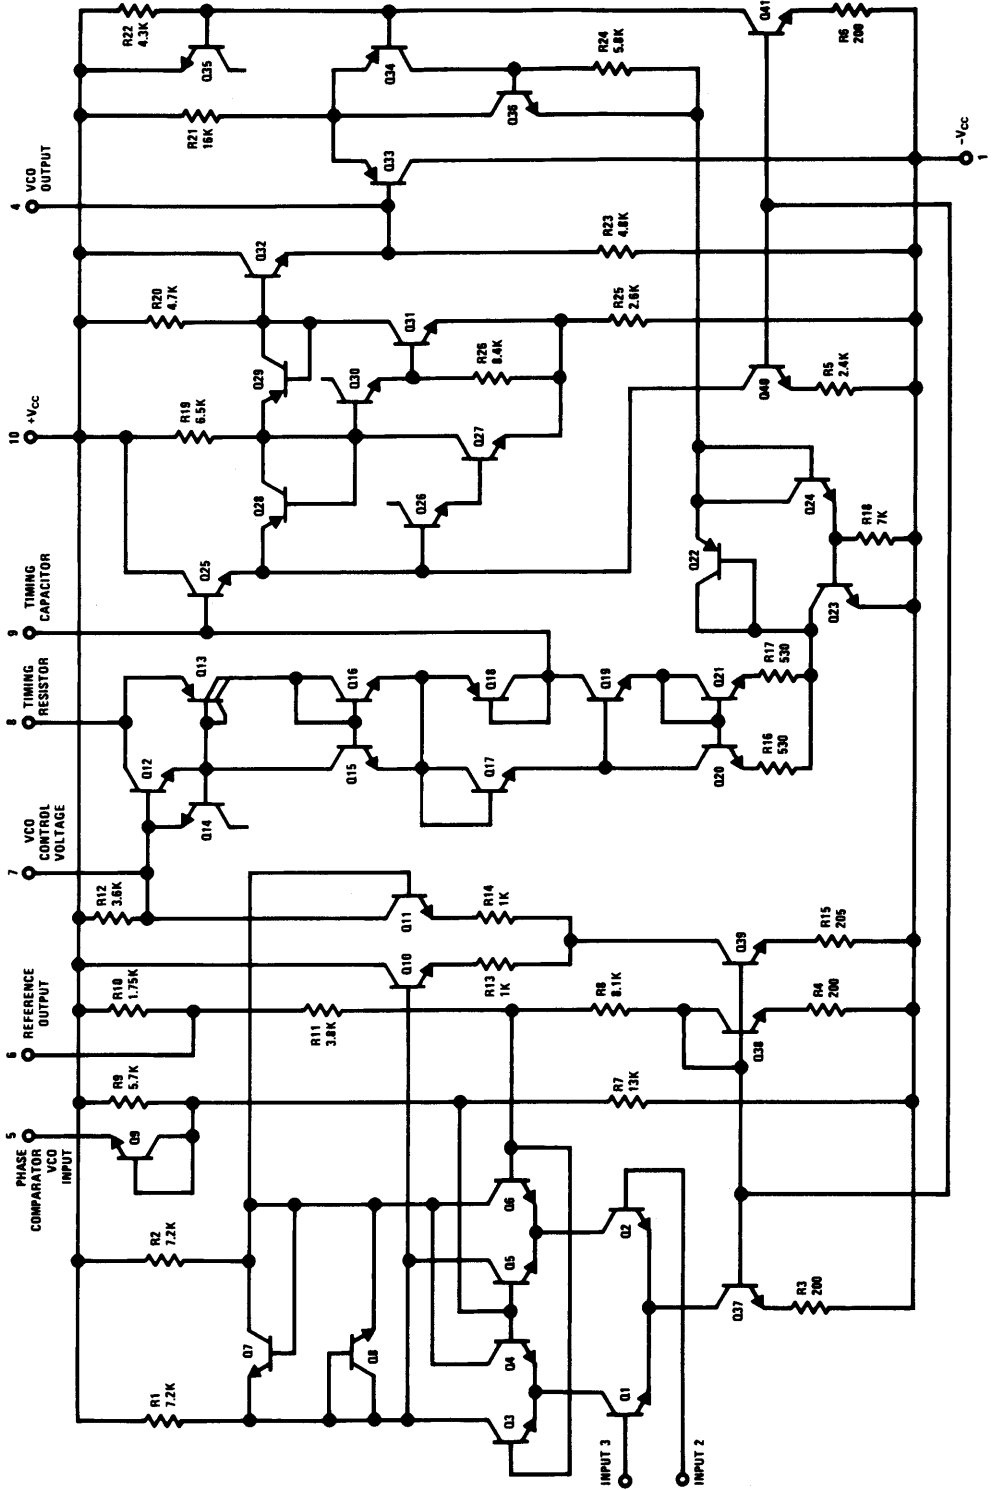 PHASE
COMPARATOR
VCO
INPUT
5
REFERENCE
OUTPUT
6
VCO
CONTROL
VOLTAGE
7
TIMING
RESISTOR
8
TIMING
CAPACITOR
9
+VCC
10
VCO
OUTPUT
4
R1
7.2K
R2
7.2K
R9
5.7K
Q9
R10
1.75K
R12
3.6K
Q12
Q14
Q13
Q25
R19
6.5K
R20
4.7K
R21
16K
R22
4.3K
Q35
Q7
Q8
R11
3.8K
Q15
Q16
Q28
Q29
Q32
Q30
Q33
Q34
Q10
Q11
Q26
Q31
Q3
Q4
Q5
Q6
R13
1K
R14
1K
Q17
Q18
Q27
R26
8.4K
Q36
INPUT 3
Q1
Q2
R7
13K
R8
8.1K
Q19
R23
4.8K
R25
2.6K
R24
5.8K
INPUT 2
Q20
Q21
Q22
Q37
Q38
Q39
R16
530
R17
530
Q24
Q40
Q41
R3
200
R4
200
R15
205
Q23
R18
7K
R5
2.4K
R6
200
-VCC
1